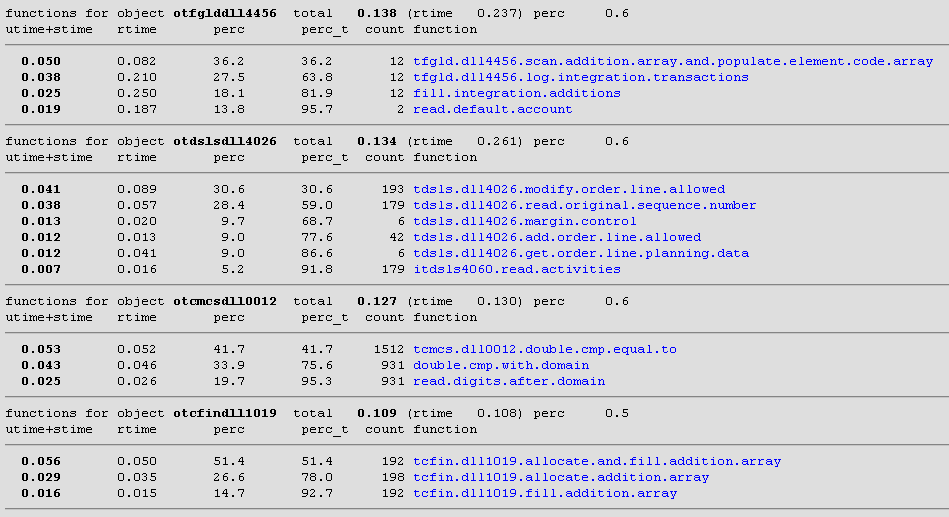 functions for object otfglddll4456 total 0.138 (rtime 0.237) perc 0.6
utime+stime rtime perc perc_t count function
0.050 0.082 36.2 36.2 12 tfgld.dll4456.scan.addition.array.and.populate.element.code.array
0.038 0.210 27.5 63.8 12 tfgld.dll4456.log.integration.transactions
0.025 0.250 18.1 81.9 12 fill.integration.additions
0.019 0.187 13.8 95.7 2 read.default.account
functions for object otdslsdll4026 total 0.134 (rtime 0.261) perc 0.6
utime+stime rtime perc perc_t count function
0.041 0.089 30.6 30.6 193 tdsls.dll4026.modify.order.line.allowed
0.038 0.057 28.4 59.0 179 tdsls.dll4026.read.original.sequence.number
0.013 0.020 9.7 68.7 6 tdsls.dll4026.margin.control
0.012 0.013 9.0 77.6 42 tdsls.dll4026.add.order.line.allowed
0.012 0.041 9.0 86.6 6 tdsls.dll4026.get.order.line.planning.data
0.007 0.016 5.2 91.8 179 itdsls4060.read.activities
functions for object otcmcsdll0012 total 0.127 (rtime 0.130) perc 0.6
utime+stime rtime perc perc_t count function
0.053 0.052 41.7 41.7 1512 tcmcs.dll0012.double.cmp.equal.to
0.043 0.046 33.9 75.6 931 double.cmp.with.domain
0.025 0.026 19.7 95.3 931 read.digits.after.domain
functions for object otcfindll1019 total 0.109 (rtime 0.108) perc 0.5
utime+stime rtime perc perc_t count function
0.056 0.050 51.4 51.4 192 tcfin.dll1019.allocate.and.fill.addition.array
0.029 0.035 26.6 78.0 198 tcfin.dll1019.allocate.addition.array
0.016 0.015 14.7 92.7 192 tcfin.dll1019.fill.addition.array